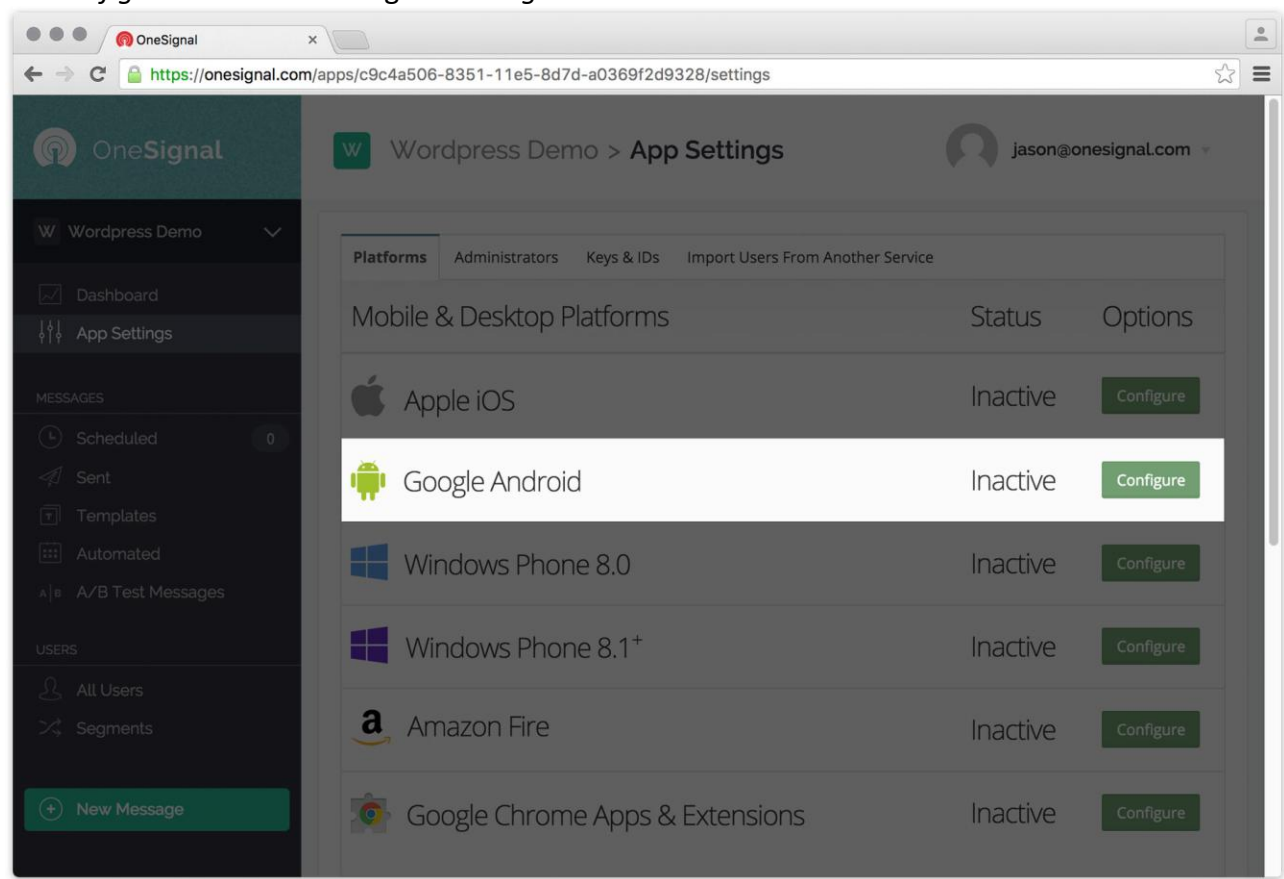 OneSignal
https://onesignal.com/apps/c9c4a506-8351-11e5-8d7d-a0369f2d9328/settings
OneSignal
W Wordpress Demo > App Settings
jason@onesignal.com
W Wordpress Demo
Platforms Administrators Keys & IDs Import Users From Another Service
Dashboard
App Settings
Mobile & Desktop Platforms Status Options
MESSAGES
Scheduled 0
Sent
Templates
Automated
A|B A/B Test Messages
USERS
All Users
Segments
New Message
Apple iOS Inactive Configure
Google Android Inactive Configure
Windows Phone 8.0 Inactive Configure
Windows Phone 8.1+ Inactive Configure
a Amazon Fire Inactive Configure
Google Chrome Apps & Extensions Inactive Configure